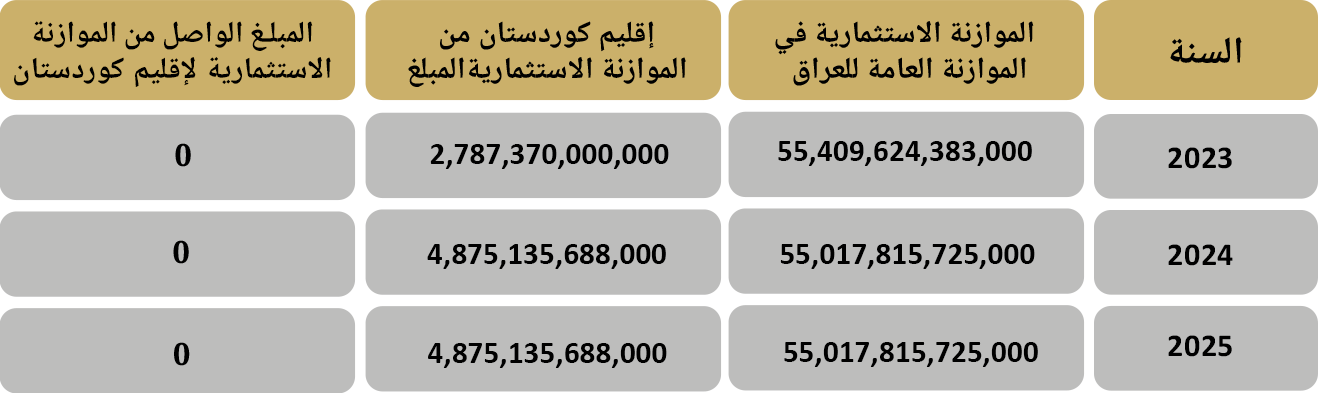 السنة
الموازنة الاستثمارية في
الموازنة العامة للعراق
إقليم كوردستان من
الموازنة الاستثمارية المبلغ
المبلغ الواصل من الموازنة
الاستثمارية لإقليم كوردستان
2023
55,409,624,383,000
2,787,370,000,000
0
2024
55,017,815,725,000
4,875,135,688,000
0
2025
55,017,815,725,000
4,875,135,688,000
0